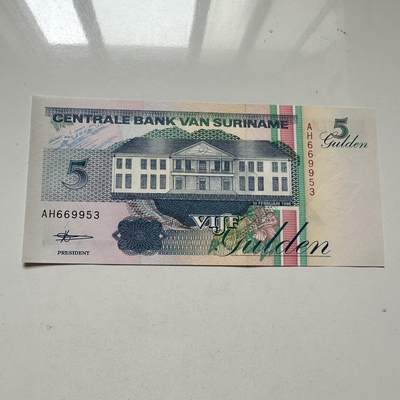 CENTRALE BANK VAN SURINAME
5
Gulden
AH669953
5
AH669953
VIJF
Gulden
PRESIDENT